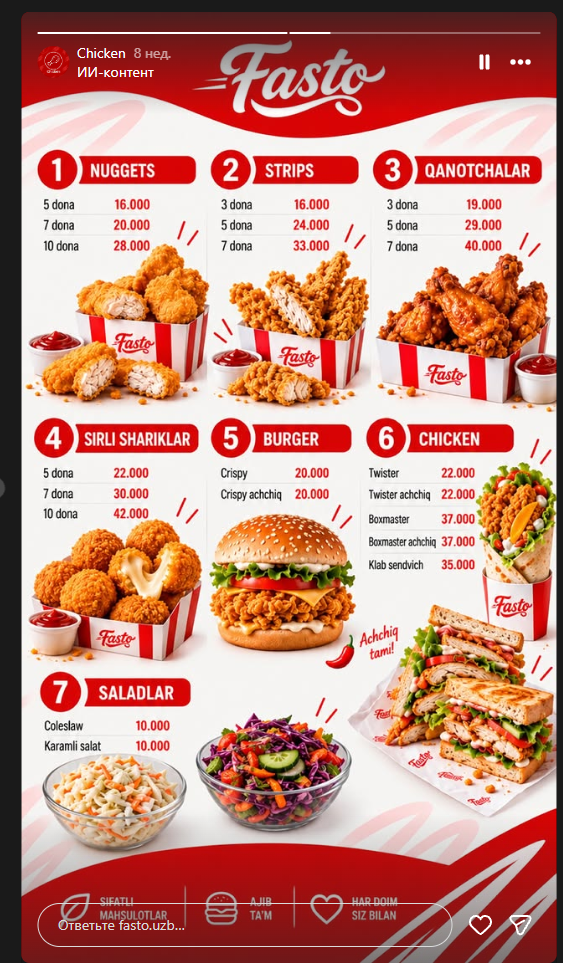 Chicken 8 нед.
ИИ-контент
Fasto
1 NUGGETS
5 dona 16.000
7 dona 20.000
10 dona 28.000
Fasto
2 STRIPS
3 dona 16.000
5 dona 24.000
7 dona 33.000
Fasto
3 QANOTCHALAR
3 dona 19.000
5 dona 29.000
7 dona 40.000
Fasto
4 SIRLI SHARIKLAR
5 dona 22.000
7 dona 30.000
10 dona 42.000
Fasto
5 BURGER
Crispy 20.000
Crispy achchiq 20.000
Achchiq
tami!
6 CHICKEN
Twister 22.000
Twister achchiq 22.000
Boxmaster 37.000
Boxmaster achchiq 37.000
Klab sendvich 35.000
Fasto
Fasto
Fasto
Fasto
7 SALADLAR
Coleslaw 10.000
Karamli salat 10.000
SIFATLI
MAHSULOTLAR
AJIB
TA'M
HAR DOIM
SIZ BILAN
Ответьте fasto.uzb...